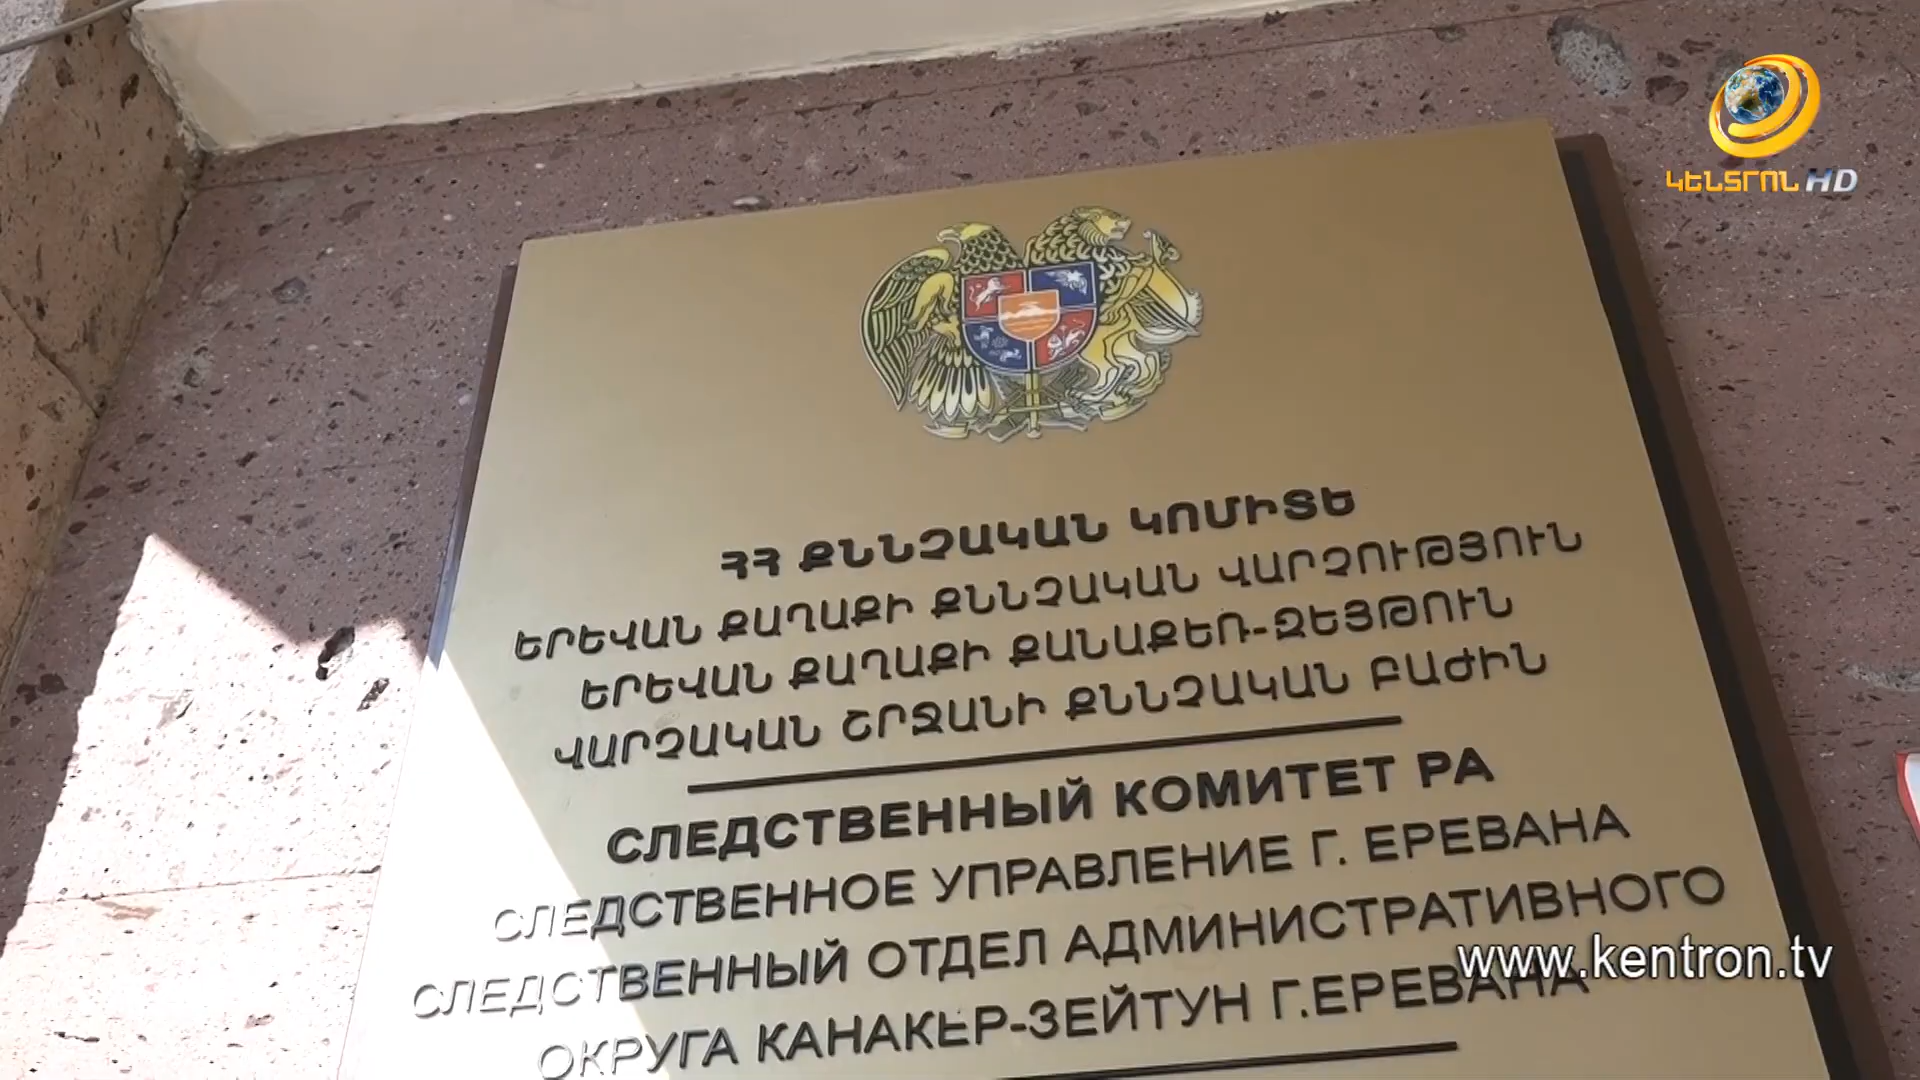 ԿԵՆՏՐՈՆ HD
ՀՀ ՔՆՆՉԱԿԱՆ ԿՈՄԻՏԵ
ԵՐԵՎԱՆ ՔԱՂԱՔԻ ՔՆՆՉԱԿԱՆ ՎԱՐՉՈՒԹՅՈՒՆ
ԵՐԵՎԱՆ ՔԱՂԱՔԻ ՔԱՆԱՔԵՌ-ԶԵՅԹՈՒՆ
ՎԱՐՉԱԿԱՆ ՇՐՋԱՆԻ ՔՆՆՉԱԿԱՆ ԲԱԺԻՆ
СЛЕДСТВЕННЫЙ КОМИТЕТ РА
СЛЕДСТВЕННОЕ УПРАВЛЕНИЕ Г. ЕРЕВАНА
СЛЕДСТВЕННЫЙ ОТДЕЛ АДМИНИСТРАТИВНОГО
ОКРУГА КАНАКЕР-ЗЕЙТУН Г.ЕРЕВАНА
www.kentron.tv